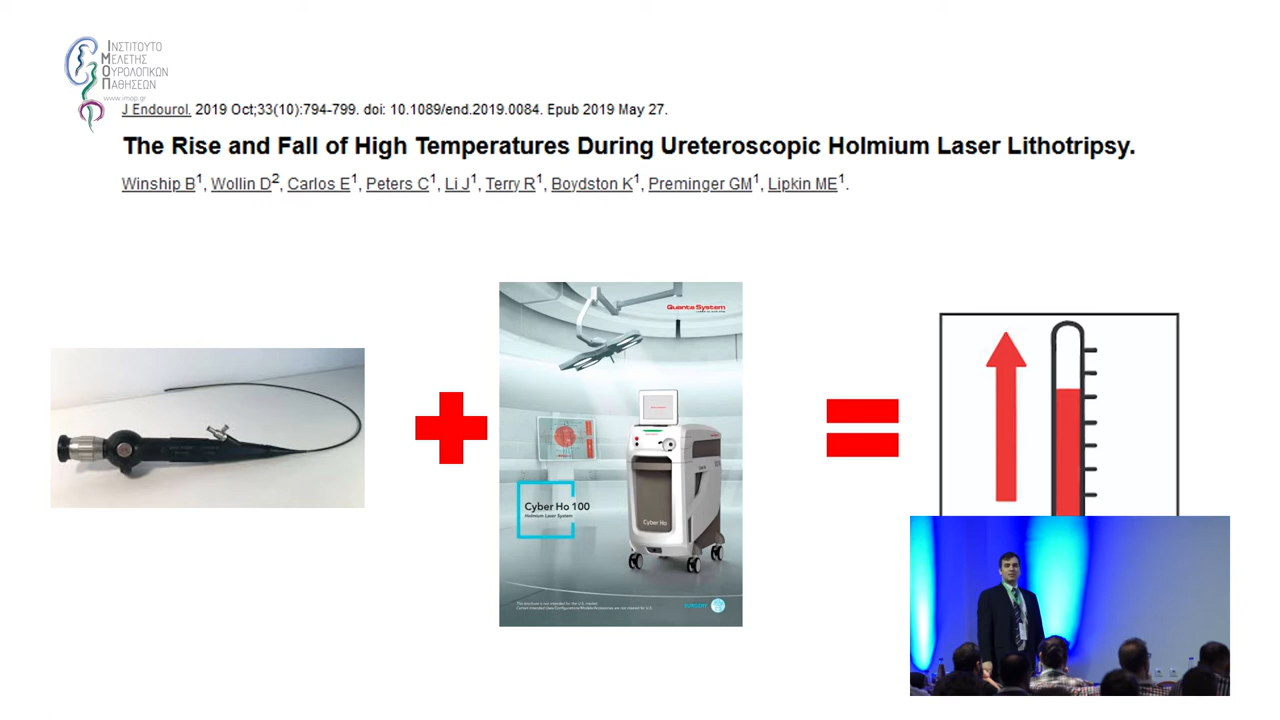 ΙΝΣΤΙΤΟΥΤΟ
ΜΕΛΕΤΗΣ
ΟΥΡΟΛΟΓΙΚΩΝ
ΠΑΘΗΣΕΩΝ
www.imop.gr
J Endourol. 2019 Oct;33(10):794-799. doi: 10.1089/end.2019.0084. Epub 2019 May 27.
The Rise and Fall of High Temperatures During Ureteroscopic Holmium Laser Lithotripsy.
Winship B1, Wollin D2, Carlos E1, Peters C1, Li J1, Terry R1, Boydston K1, Preminger GM1, Lipkin ME1.
Quanta System
Cyber Ho 100
Holmium Laser System
Cyber Ho
SURGERY